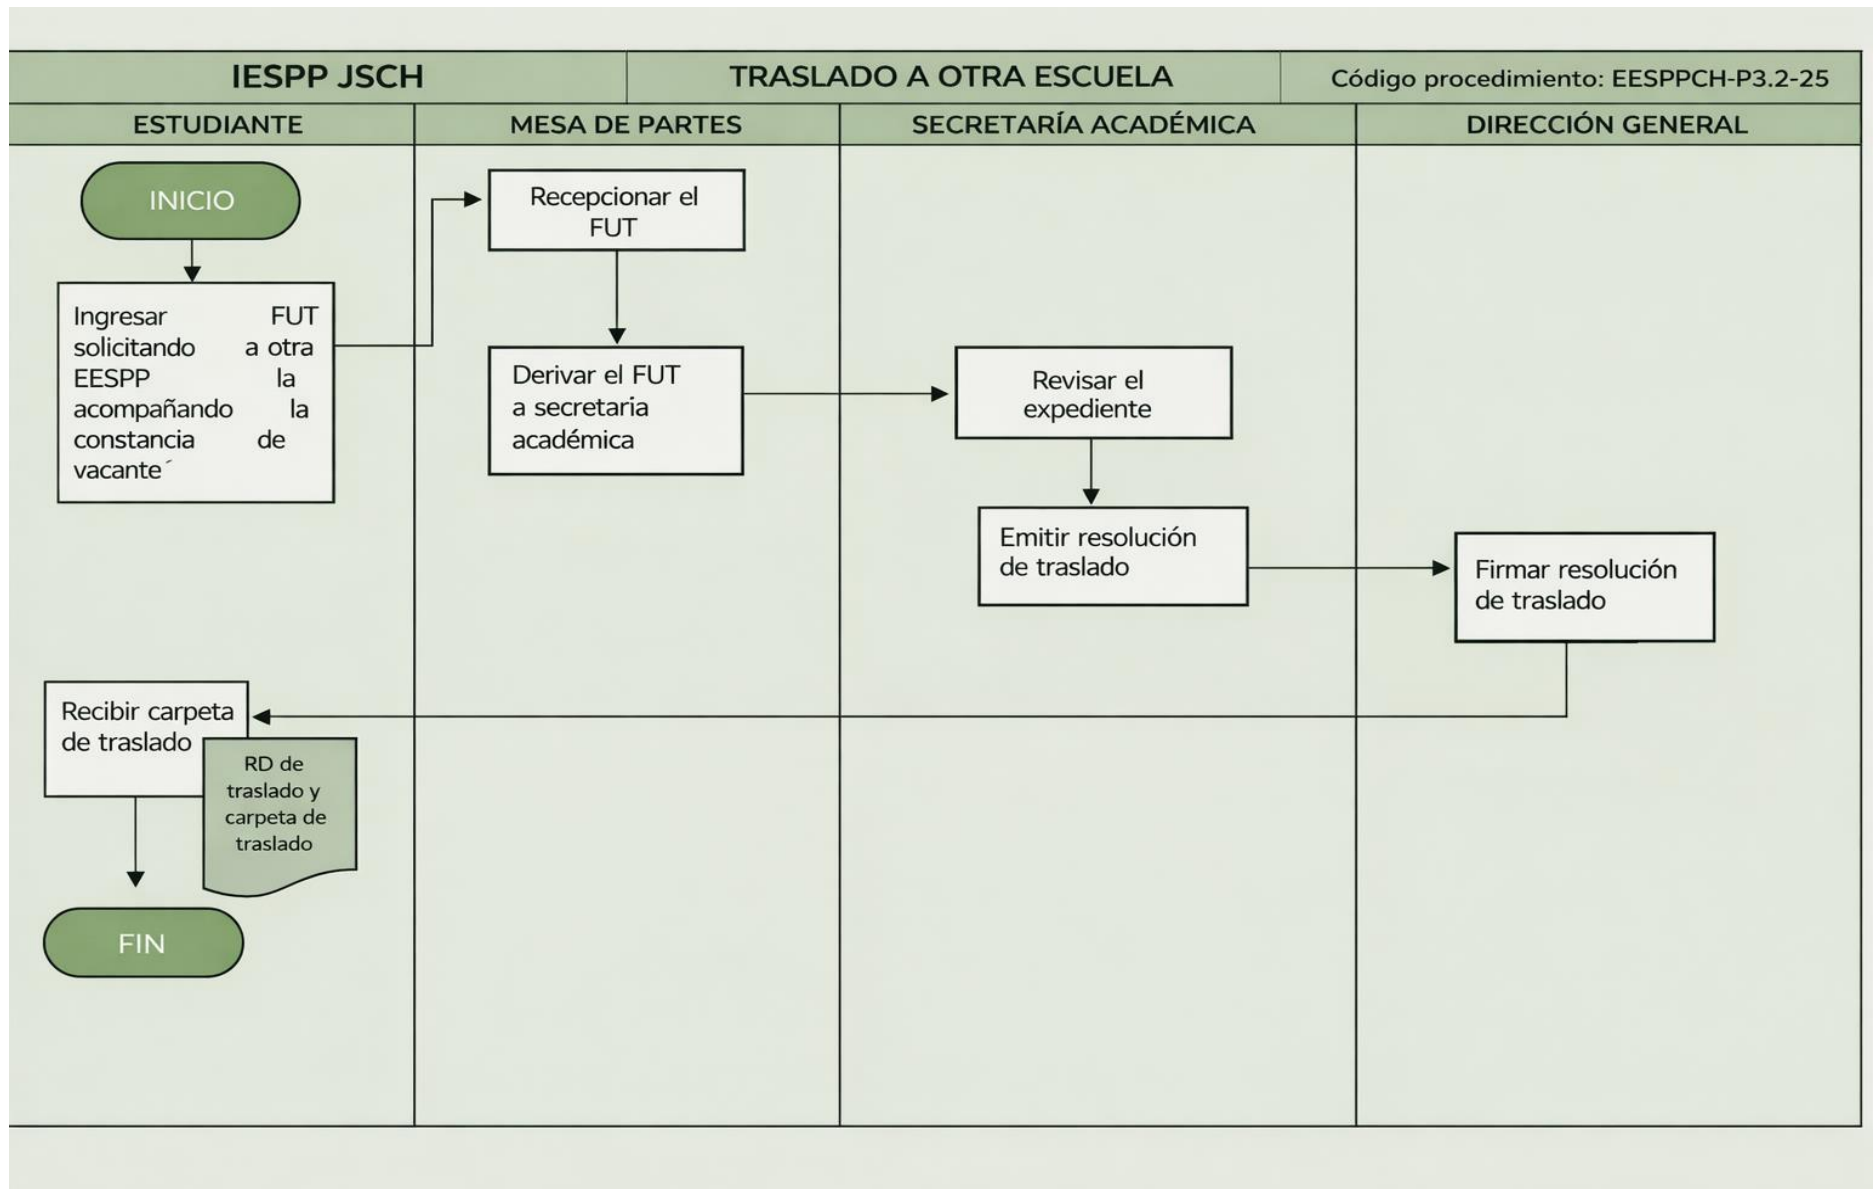 IESPP JSCH
TRASLADO A OTRA ESCUELA
Código procedimiento: EESPPCH-P3.2-25
ESTUDIANTE
MESA DE PARTES
SECRETARÍA ACADÉMICA
DIRECCIÓN GENERAL
INICIO
Ingresar FUT
solicitando a otra
EESPP la
acompañando la
constancia de
vacante´
Recepcionar el
FUT
Derivar el FUT
a secretaria
académica
Revisar el
expediente
Emitir resolución
de traslado
Firmar resolución
de traslado
Recibir carpeta
de traslado
RD de
traslado y
carpeta de
traslado
FIN